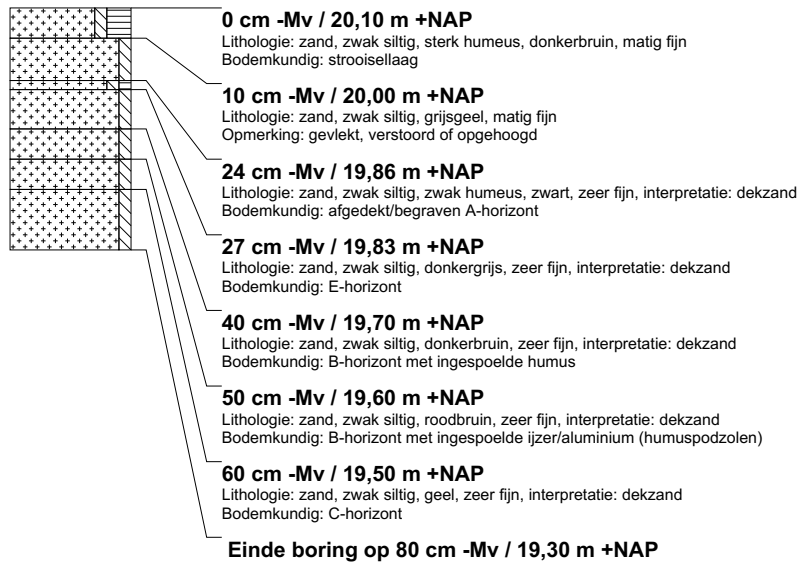 0 cm -Mv / 20,10 m +NAP
Lithologie: zand, zwak siltig, sterk humeus, donkerbruin, matig fijn
Bodemkundig: strooisellaag
10 cm -Mv / 20,00 m +NAP
Lithologie: zand, zwak siltig, grijsgeel, matig fijn
Opmerking: gevlekt, verstoord of opgehoogd
24 cm -Mv / 19,86 m +NAP
Lithologie: zand, zwak siltig, zwak humeus, zwart, zeer fijn, interpretatie: dekzand
Bodemkundig: afgedekt/begraven A-horizont
27 cm -Mv / 19,83 m +NAP
Lithologie: zand, zwak siltig, donkergrijs, zeer fijn, interpretatie: dekzand
Bodemkundig: E-horizont
40 cm -Mv / 19,70 m +NAP
Lithologie: zand, zwak siltig, donkerbruin, zeer fijn, interpretatie: dekzand
Bodemkundig: B-horizont met ingespoelde humus
50 cm -Mv / 19,60 m +NAP
Lithologie: zand, zwak siltig, roodbruin, zeer fijn, interpretatie: dekzand
Bodemkundig: B-horizont met ingespoelde ijzer/aluminium (humuspodzolen)
60 cm -Mv / 19,50 m +NAP
Lithologie: zand, zwak siltig, geel, zeer fijn, interpretatie: dekzand
Bodemkundig: C-horizont
Einde boring op 80 cm -Mv / 19,30 m +NAP